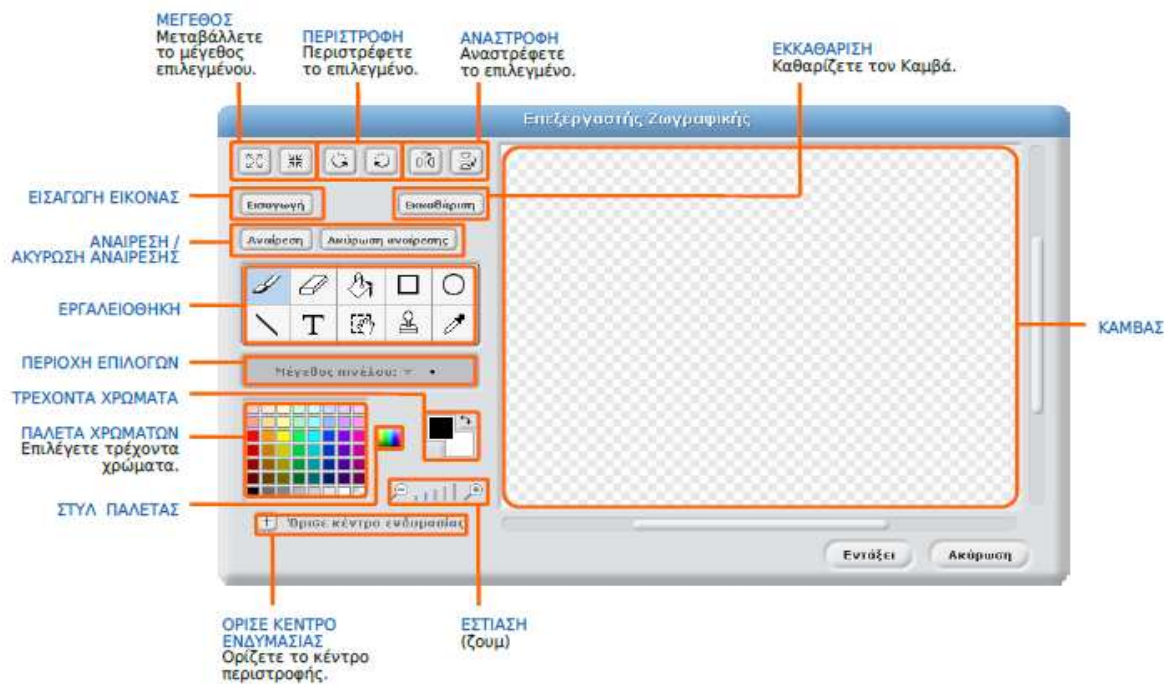 ΜΕΓΕΘΟΣ
Μεταβάλλετε
το μέγεθος
επιλεγμένου.
ΠΕΡΙΣΤΡΟΦΗ
Περιστρέφετε
το επιλεγμένο.
ΑΝΑΣΤΡΟΦΗ
Αναστρέφετε
το επιλεγμένο.
ΕΚΚΑΘΑΡΙΣΗ
Καθαρίζετε τον Καμβά.
Επεξεργαστής Ζωγραφικής
ΕΙΣΑΓΩΓΗ ΕΙΚΟΝΑΣ
Εισαγωγή
Εκκαθάριση
ΑΝΑΙΡΕΣΗ /
ΑΚΥΡΩΣΗ ΑΝΑΙΡΕΣΗΣ
Αναίρεση
Ακύρωση αναίρεσης
ΕΡΓΑΛΕΙΟΘΗΚΗ
T
ΚΑΜΒΑΣ
ΠΕΡΙΟΧΗ ΕΠΙΛΟΓΩΝ
Μέγεθος πινέλου:
ΤΡΕΧΟΝΤΑ ΧΡΩΜΑΤΑ
ΠΑΛΕΤΑ ΧΡΩΜΑΤΩΝ
Επιλέγετε τρέχοντα
χρώματα.
ΣΤΥΛ ΠΑΛΕΤΑΣ
Όρισε κέντρο ενδυμασίας
Εντάξει
Ακύρωση
ΟΡΙΣΕ ΚΕΝΤΡΟ
ΕΝΔΥΜΑΣΙΑΣ
Ορίζετε το κέντρο
περιστροφής.
ΕΣΤΙΑΣΗ
(ζουμ)